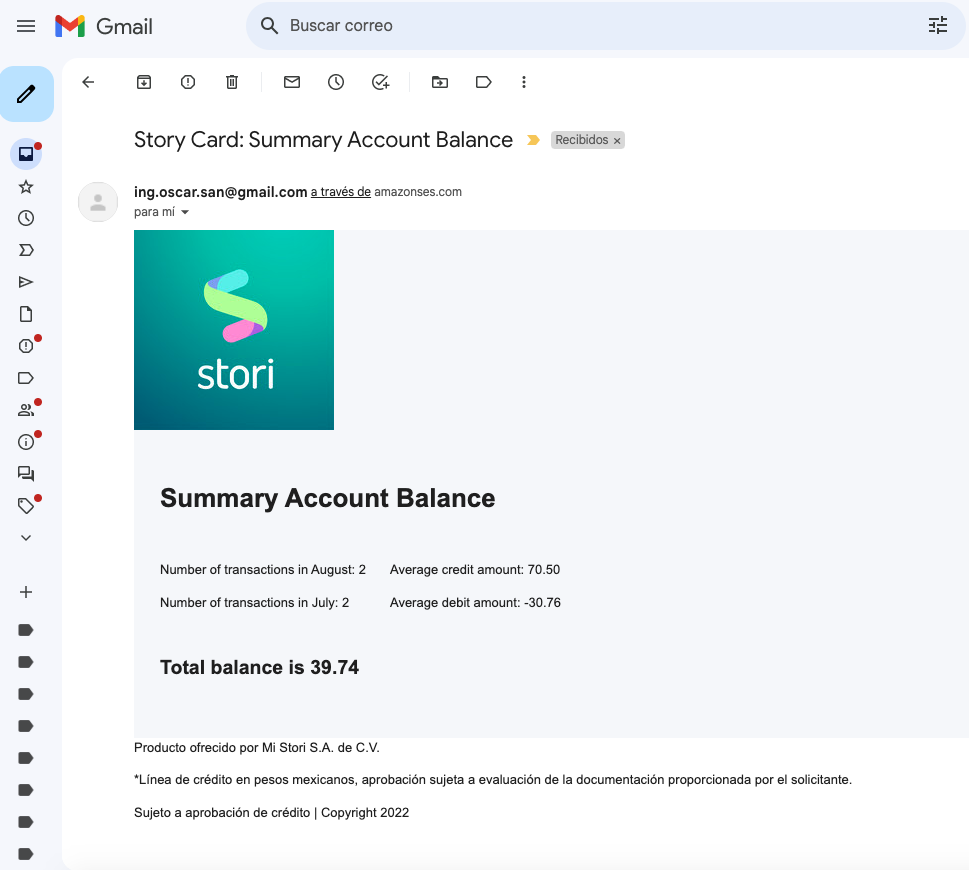 Gmail
Buscar correo
Story Card: Summary Account Balance Recibidos ×
ing.oscar.san@gmail.com a través de amazonses.com
para mí
stori
Summary Account Balance
Number of transactions in August: 2 Average credit amount: 70.50
Number of transactions in July: 2 Average debit amount: -30.76
Total balance is 39.74
Producto ofrecido por Mi Stori S.A. de C.V.
*Línea de crédito en pesos mexicanos, aprobación sujeta a evaluación de la documentación proporcionada por el solicitante.
Sujeto a aprobación de crédito | Copyright 2022